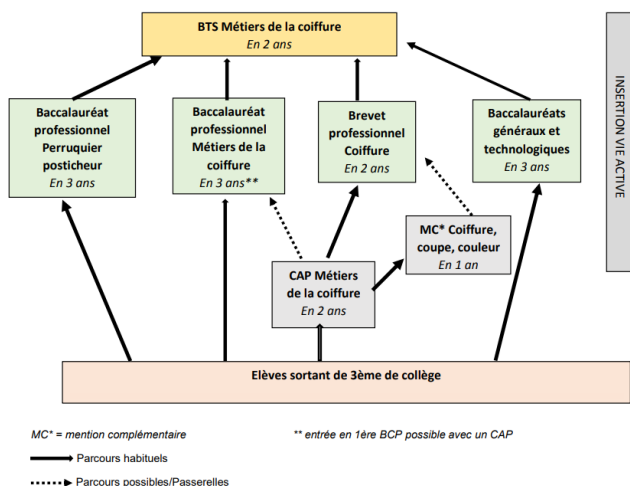 BTS Métiers de la coiffure
En 2 ans
Baccalauréat
professionnel
Perruquier
posticheur
En 3 ans
Baccalauréat
professionnel
Métiers de la
coiffure
En 3 ans**
Brevet
professionnel
Coiffure
En 2 ans
Baccalauréats
généraux et
technologiques
En 3 ans
INSERTION VIE ACTIVE
MC* Coiffure,
coupe, couleur
En 1 an
CAP Métiers
de la coiffure
En 2 ans
Elèves sortant de 3ème de collège
MC* = mention complémentaire
** entrée en 1ère BCP possible avec un CAP
Parcours habituels
Parcours possibles/Passerelles